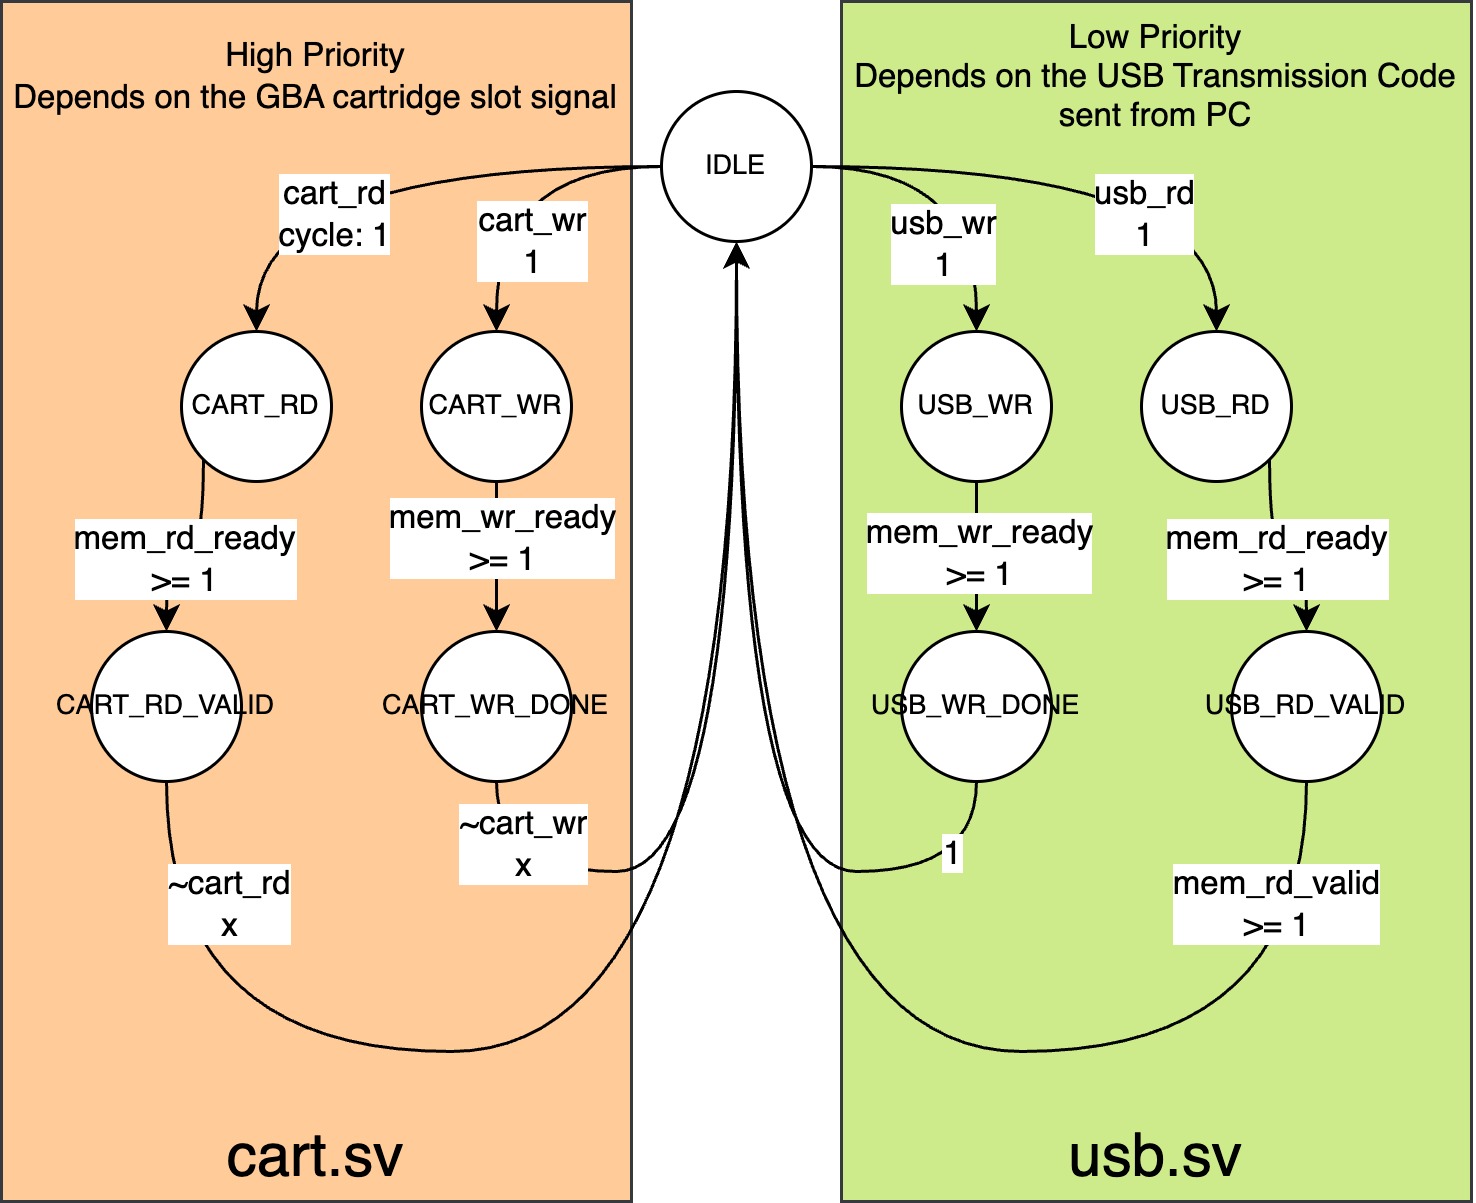 High Priority
Depends on the GBA cartridge slot signal
Low Priority
Depends on the USB Transmission Code
sent from PC
IDLE
cart_rd
cycle: 1
cart_wr
1
usb_wr
1
usb_rd
1
CART_RD
CART_WR
USB_WR
USB_RD
mem_rd_ready
>= 1
mem_wr_ready
>= 1
mem_wr_ready
>= 1
mem_rd_ready
>= 1
CART_RD_VALID
CART_WR_DONE
USB_WR_DONE
USB_RD_VALID
~cart_rd
x
~cart_wr
x
1
mem_rd_valid
>= 1
cart.sv
usb.sv